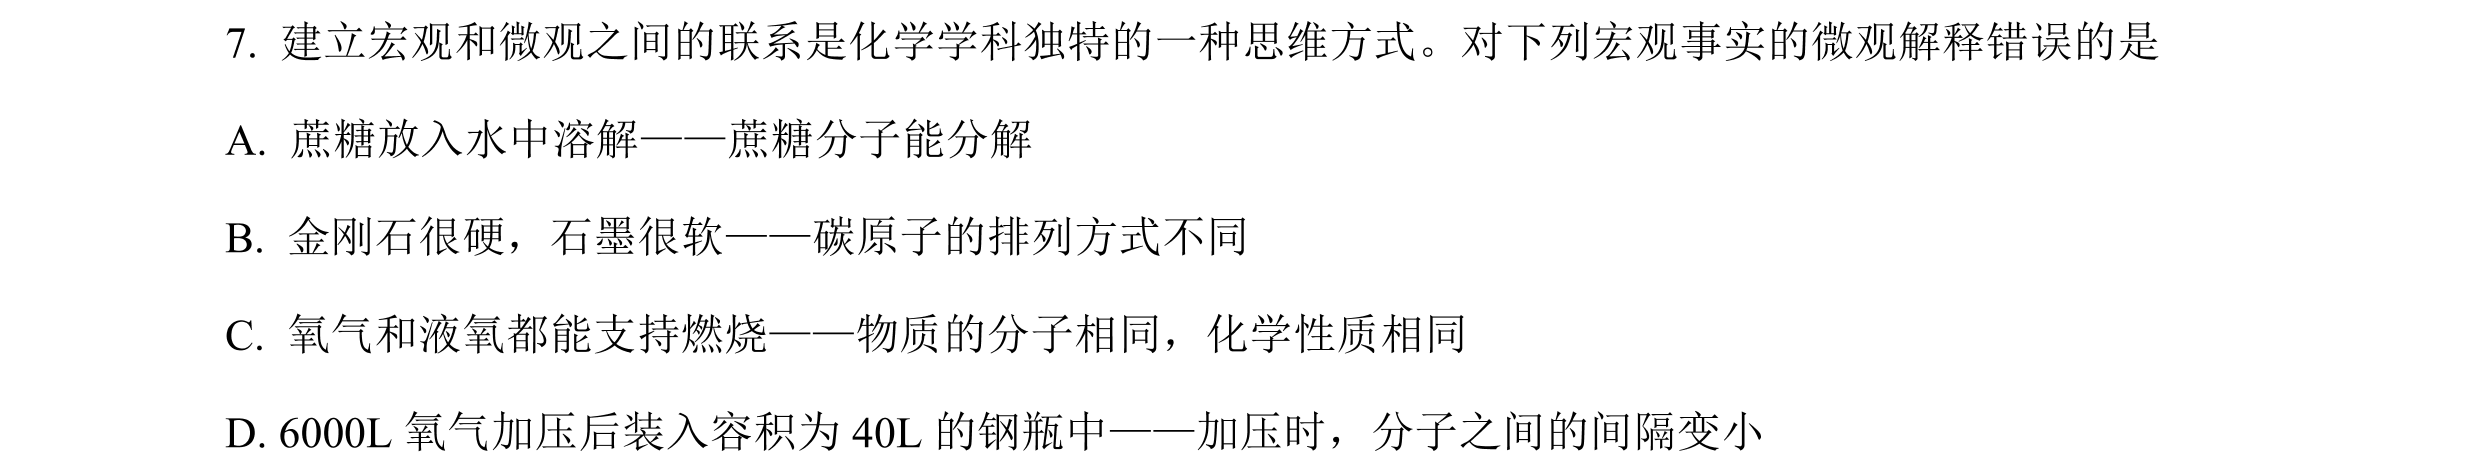 7. 建立宏观和微观之间的联系是化学学科独特的一种思维方式。对下列宏观事实的微观解释错误的是
A. 蔗糖放入水中溶解——蔗糖分子能分解
B. 金刚石很硬，石墨很软——碳原子的排列方式不同
C. 氧气和液氧都能支持燃烧——物质的分子相同，化学性质相同
D. 6000L 氧气加压后装入容积为 40L 的钢瓶中——加压时，分子之间的间隔变小